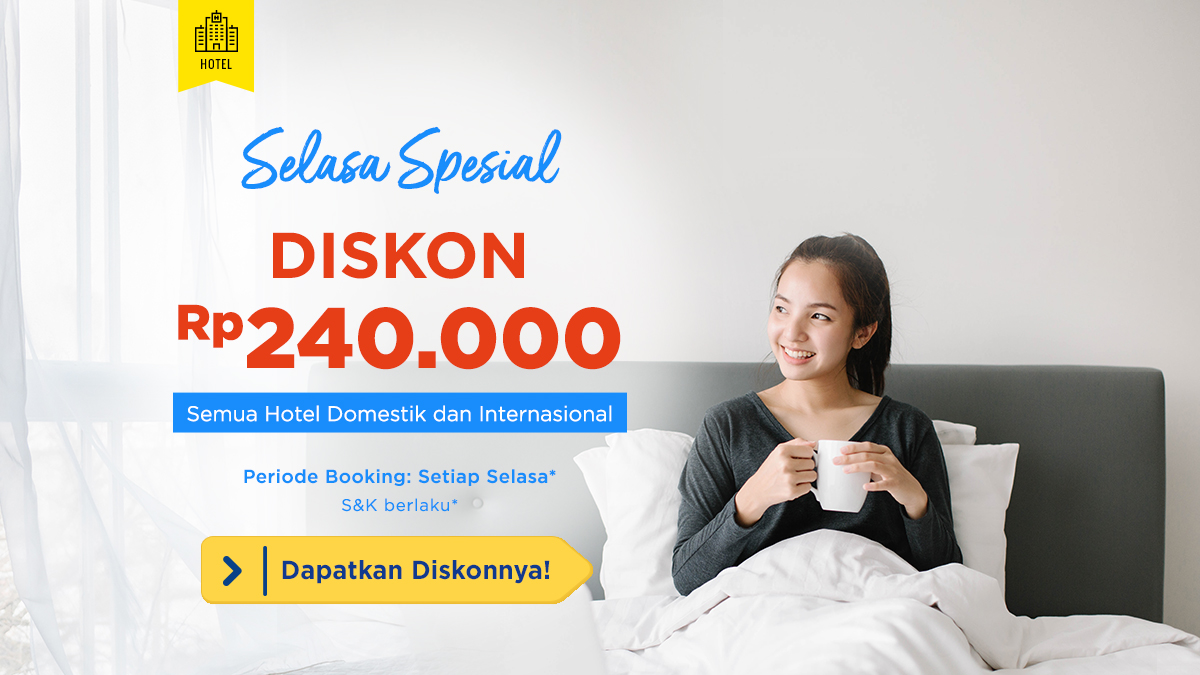 HOTEL
Selasa Spesial
DISKON
Rp240.000
Semua Hotel Domestik dan Internasional
Periode Booking: Setiap Selasa*
S&K berlaku*
Dapatkan Diskonnya!